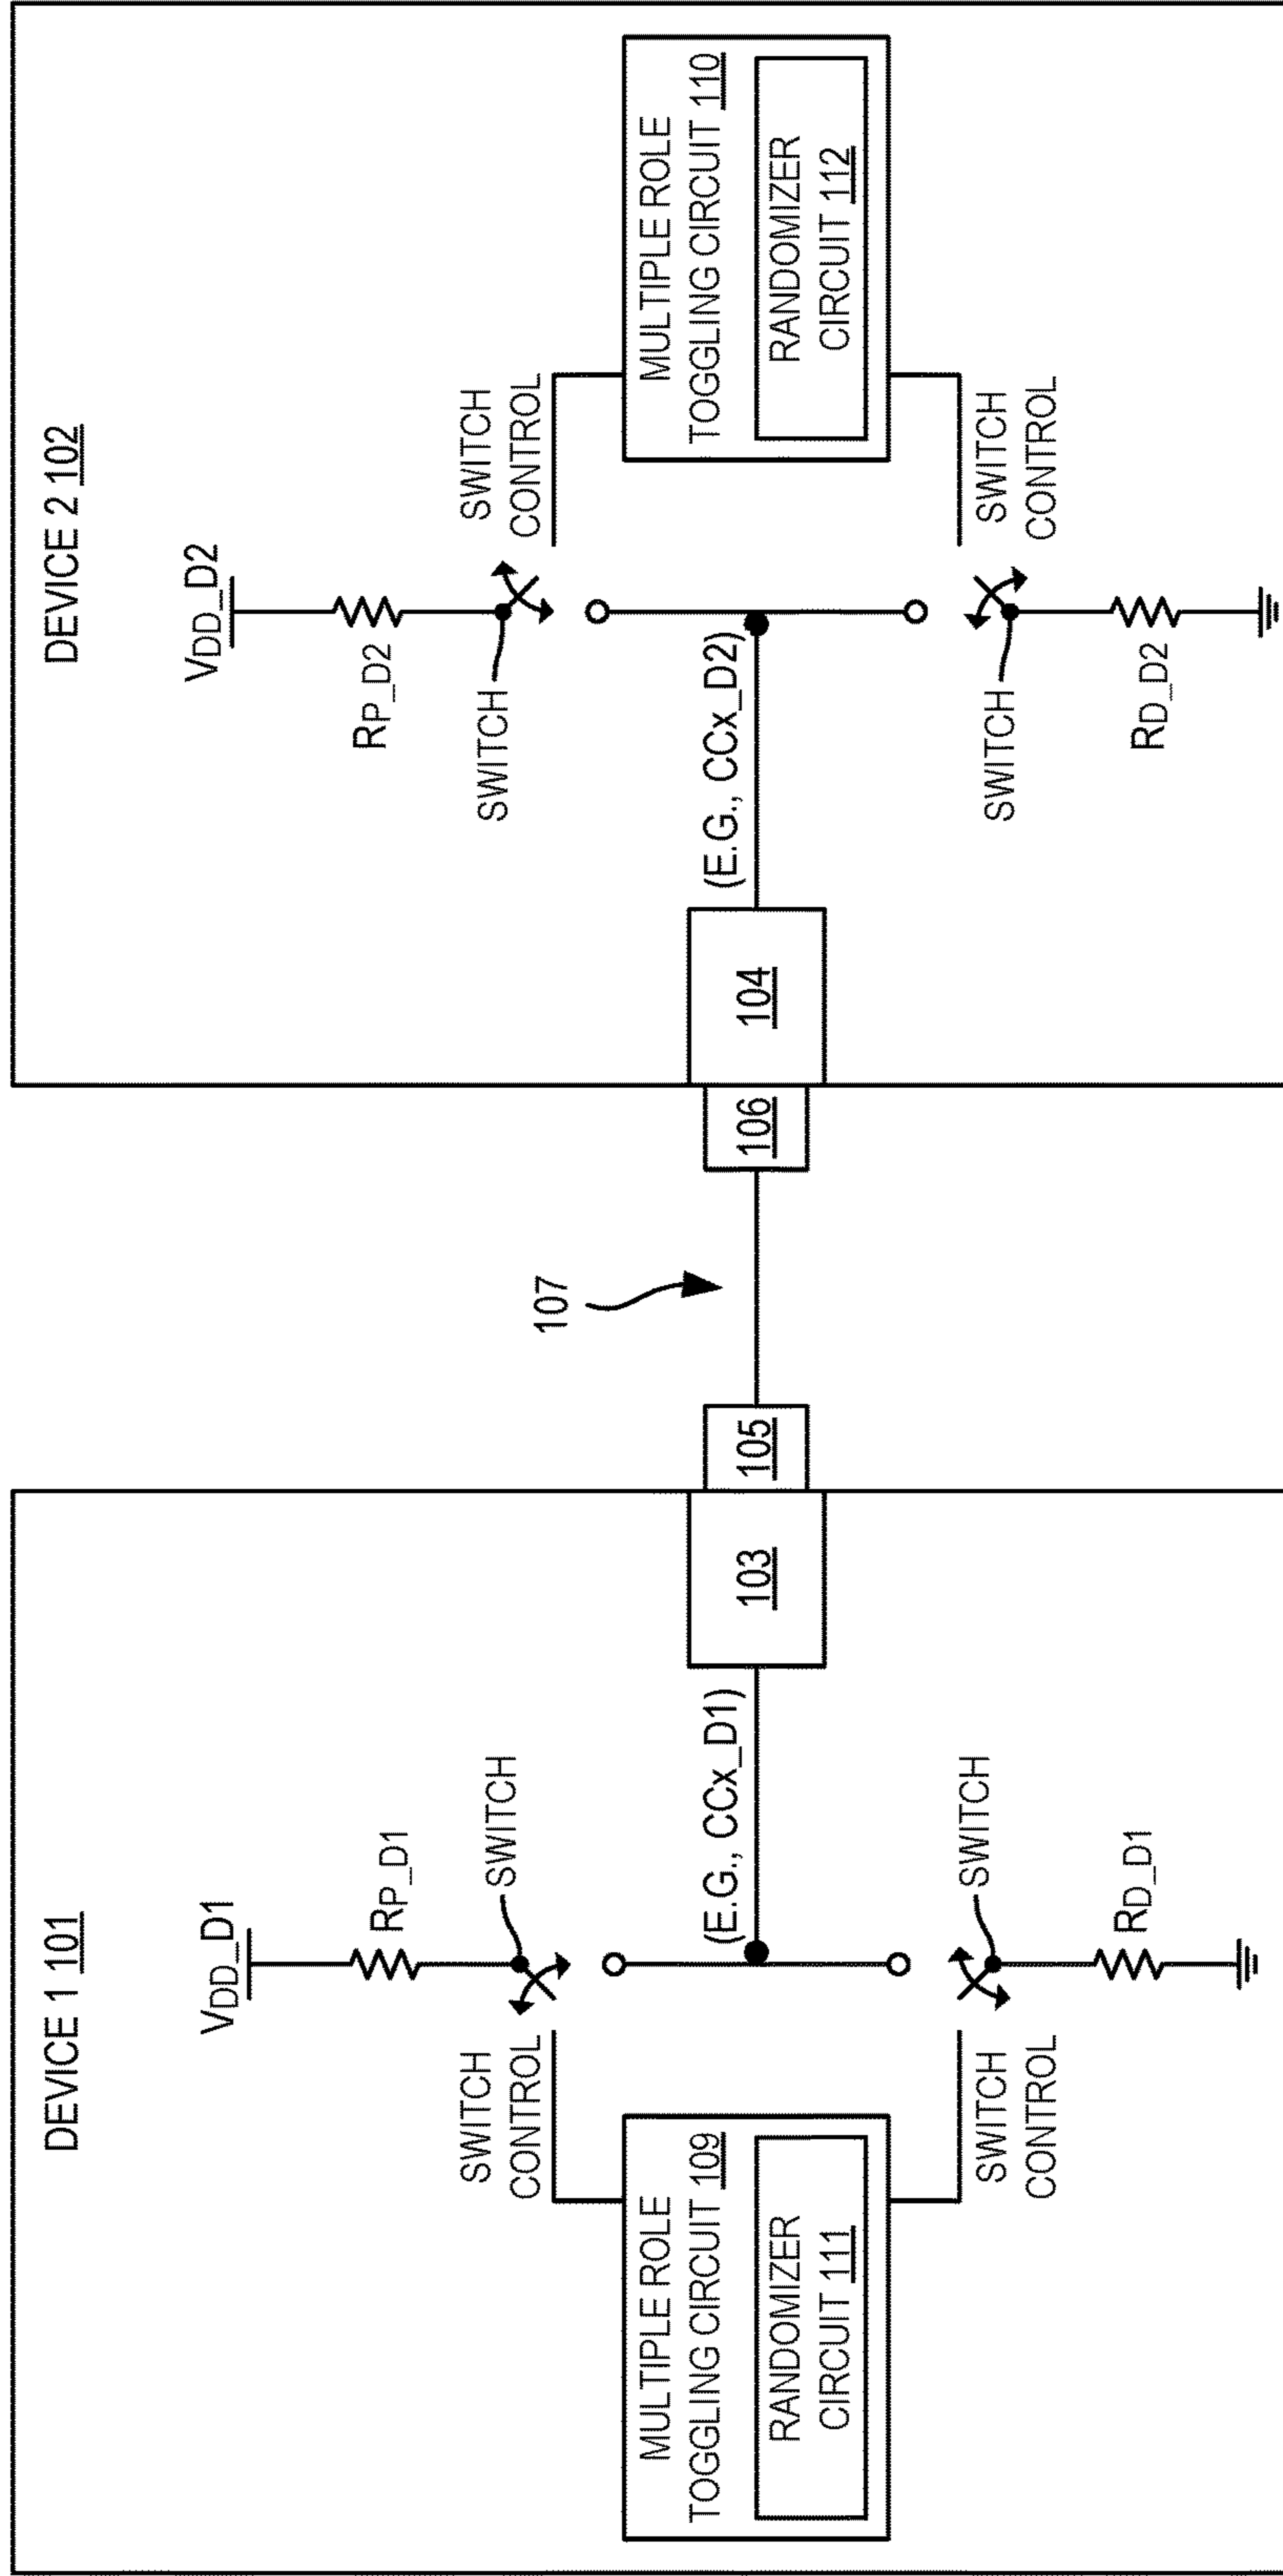 DEVICE 1 101
VDD_D1
RP_D1
SWITCH
SWITCH
CONTROL
MULTIPLE ROLE
TOGGLING CIRCUIT 109
RANDOMIZER
CIRCUIT 111
(E.G., CCx_D1)
103
105
SWITCH
CONTROL
SWITCH
RD_D1
107
106
DEVICE 2 102
VDD_D2
RP_D2
SWITCH
SWITCH
CONTROL
MULTIPLE ROLE
TOGGLING CIRCUIT 110
RANDOMIZER
CIRCUIT 112
(E.G., CCx_D2)
104
SWITCH
SWITCH
CONTROL
RD_D2